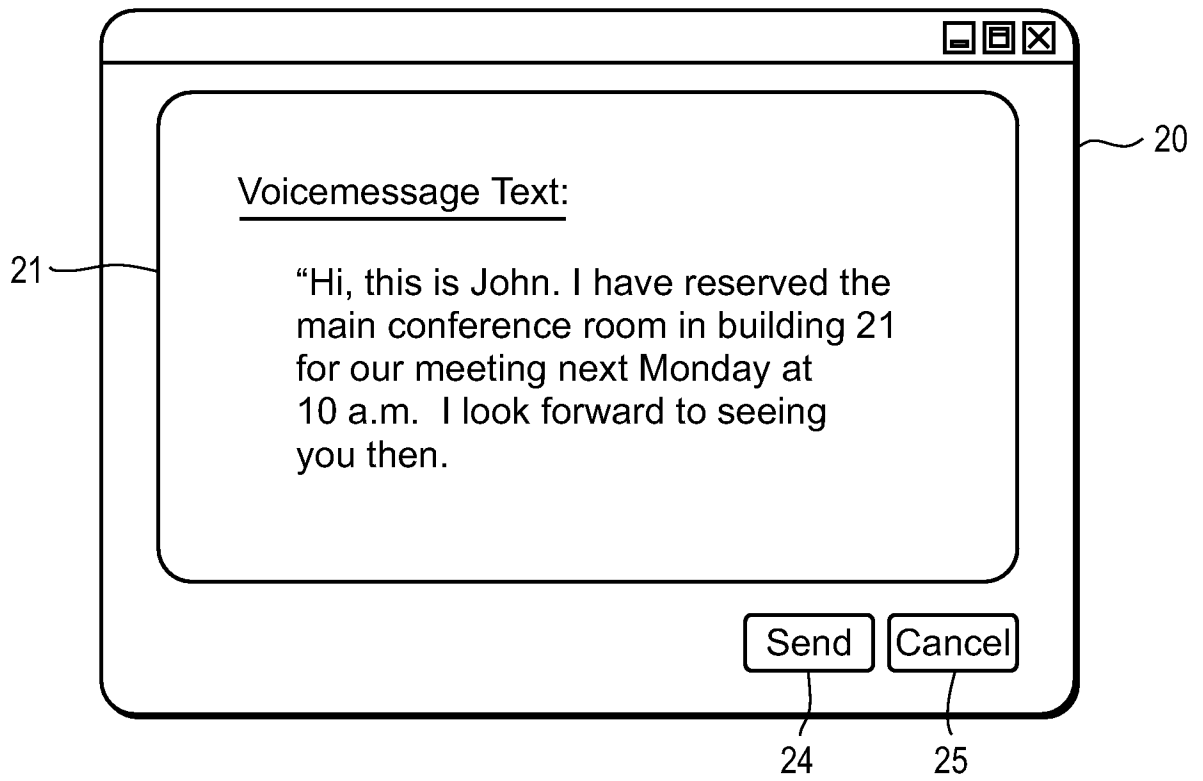 20
Voicemessage Text:
21
“Hi, this is John. I have reserved the
main conference room in building 21
for our meeting next Monday at
10 a.m.  I look forward to seeing
you then.
Send Cancel
24 25